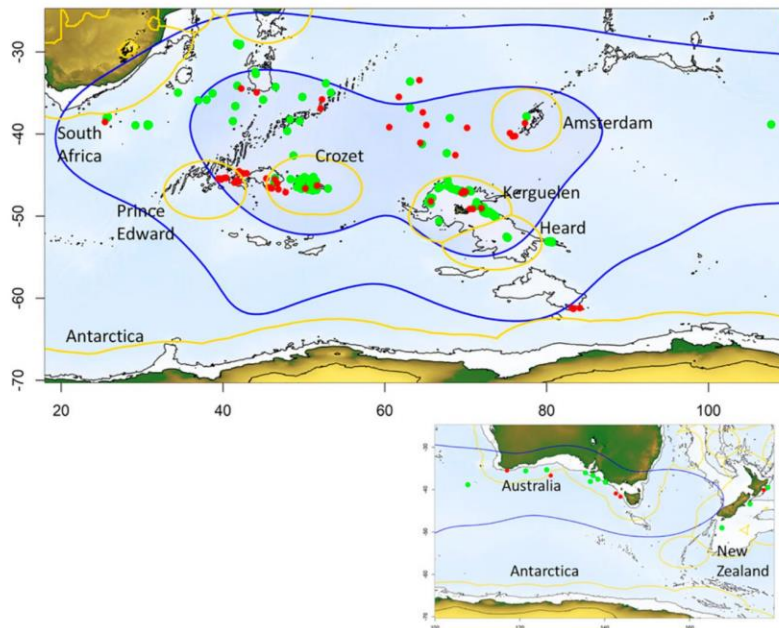 -30
-40
-50
-60
-70
South
Africa
Prince
Edward
Crozet
Amsterdam
Kerguelen
Heard
Antarctica
20
40
60
80
100
Australia
New
Zealand
Antarctica